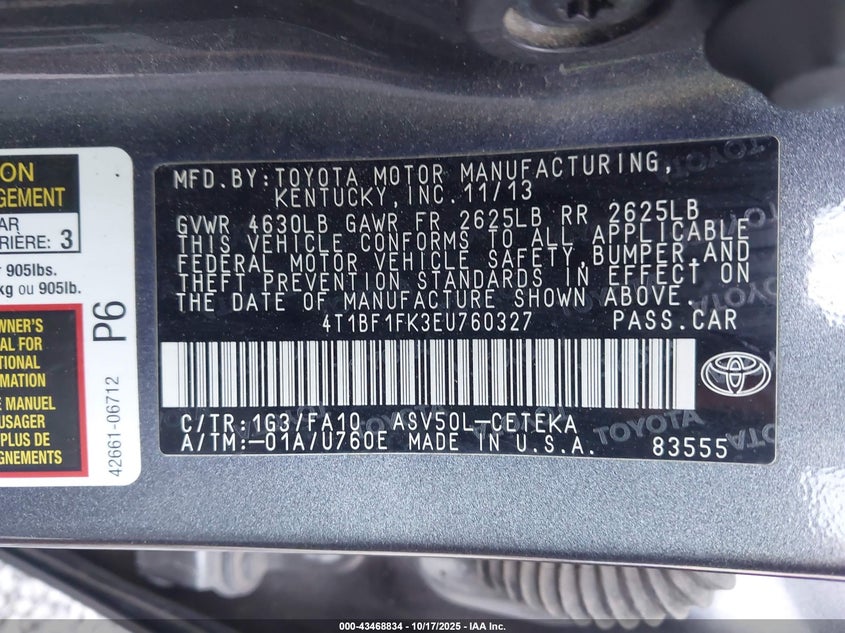 ON
GEMENT
AR
RIÈRE: 3
905lbs.
kg ou 905lb.
WNER'S
AL FOR
TIONAL
RMATION
E MANUEL
USAGER
PLUS D'
GNEMENTS
P6
42661-06712
MFD.BY:TOYOTA MOTOR MANUFACTURING,
KENTUCKY,INC.11/13
GVWR 4630LB GAWR FR 2625LB RR 2625LB
THIS VEHICLE CONFORMS TO ALL APPLICABLE
FEDERAL MOTOR VEHICLE SAFETY,BUMPER,AND
THEFT PREVENTION STANDARDS IN EFFECT ON
THE DATE OF MANUFACTURE SHOWN ABOVE.
4T1BF1FK3EU760327 PASS.CAR
C/TR:1G3/FA10 ASV50L-CETEKA
A/TM:-01A/U760E MADE IN U.S.A. 83555
TOYOTA
000-43468834 | 10/17/2025 - IAA Inc.